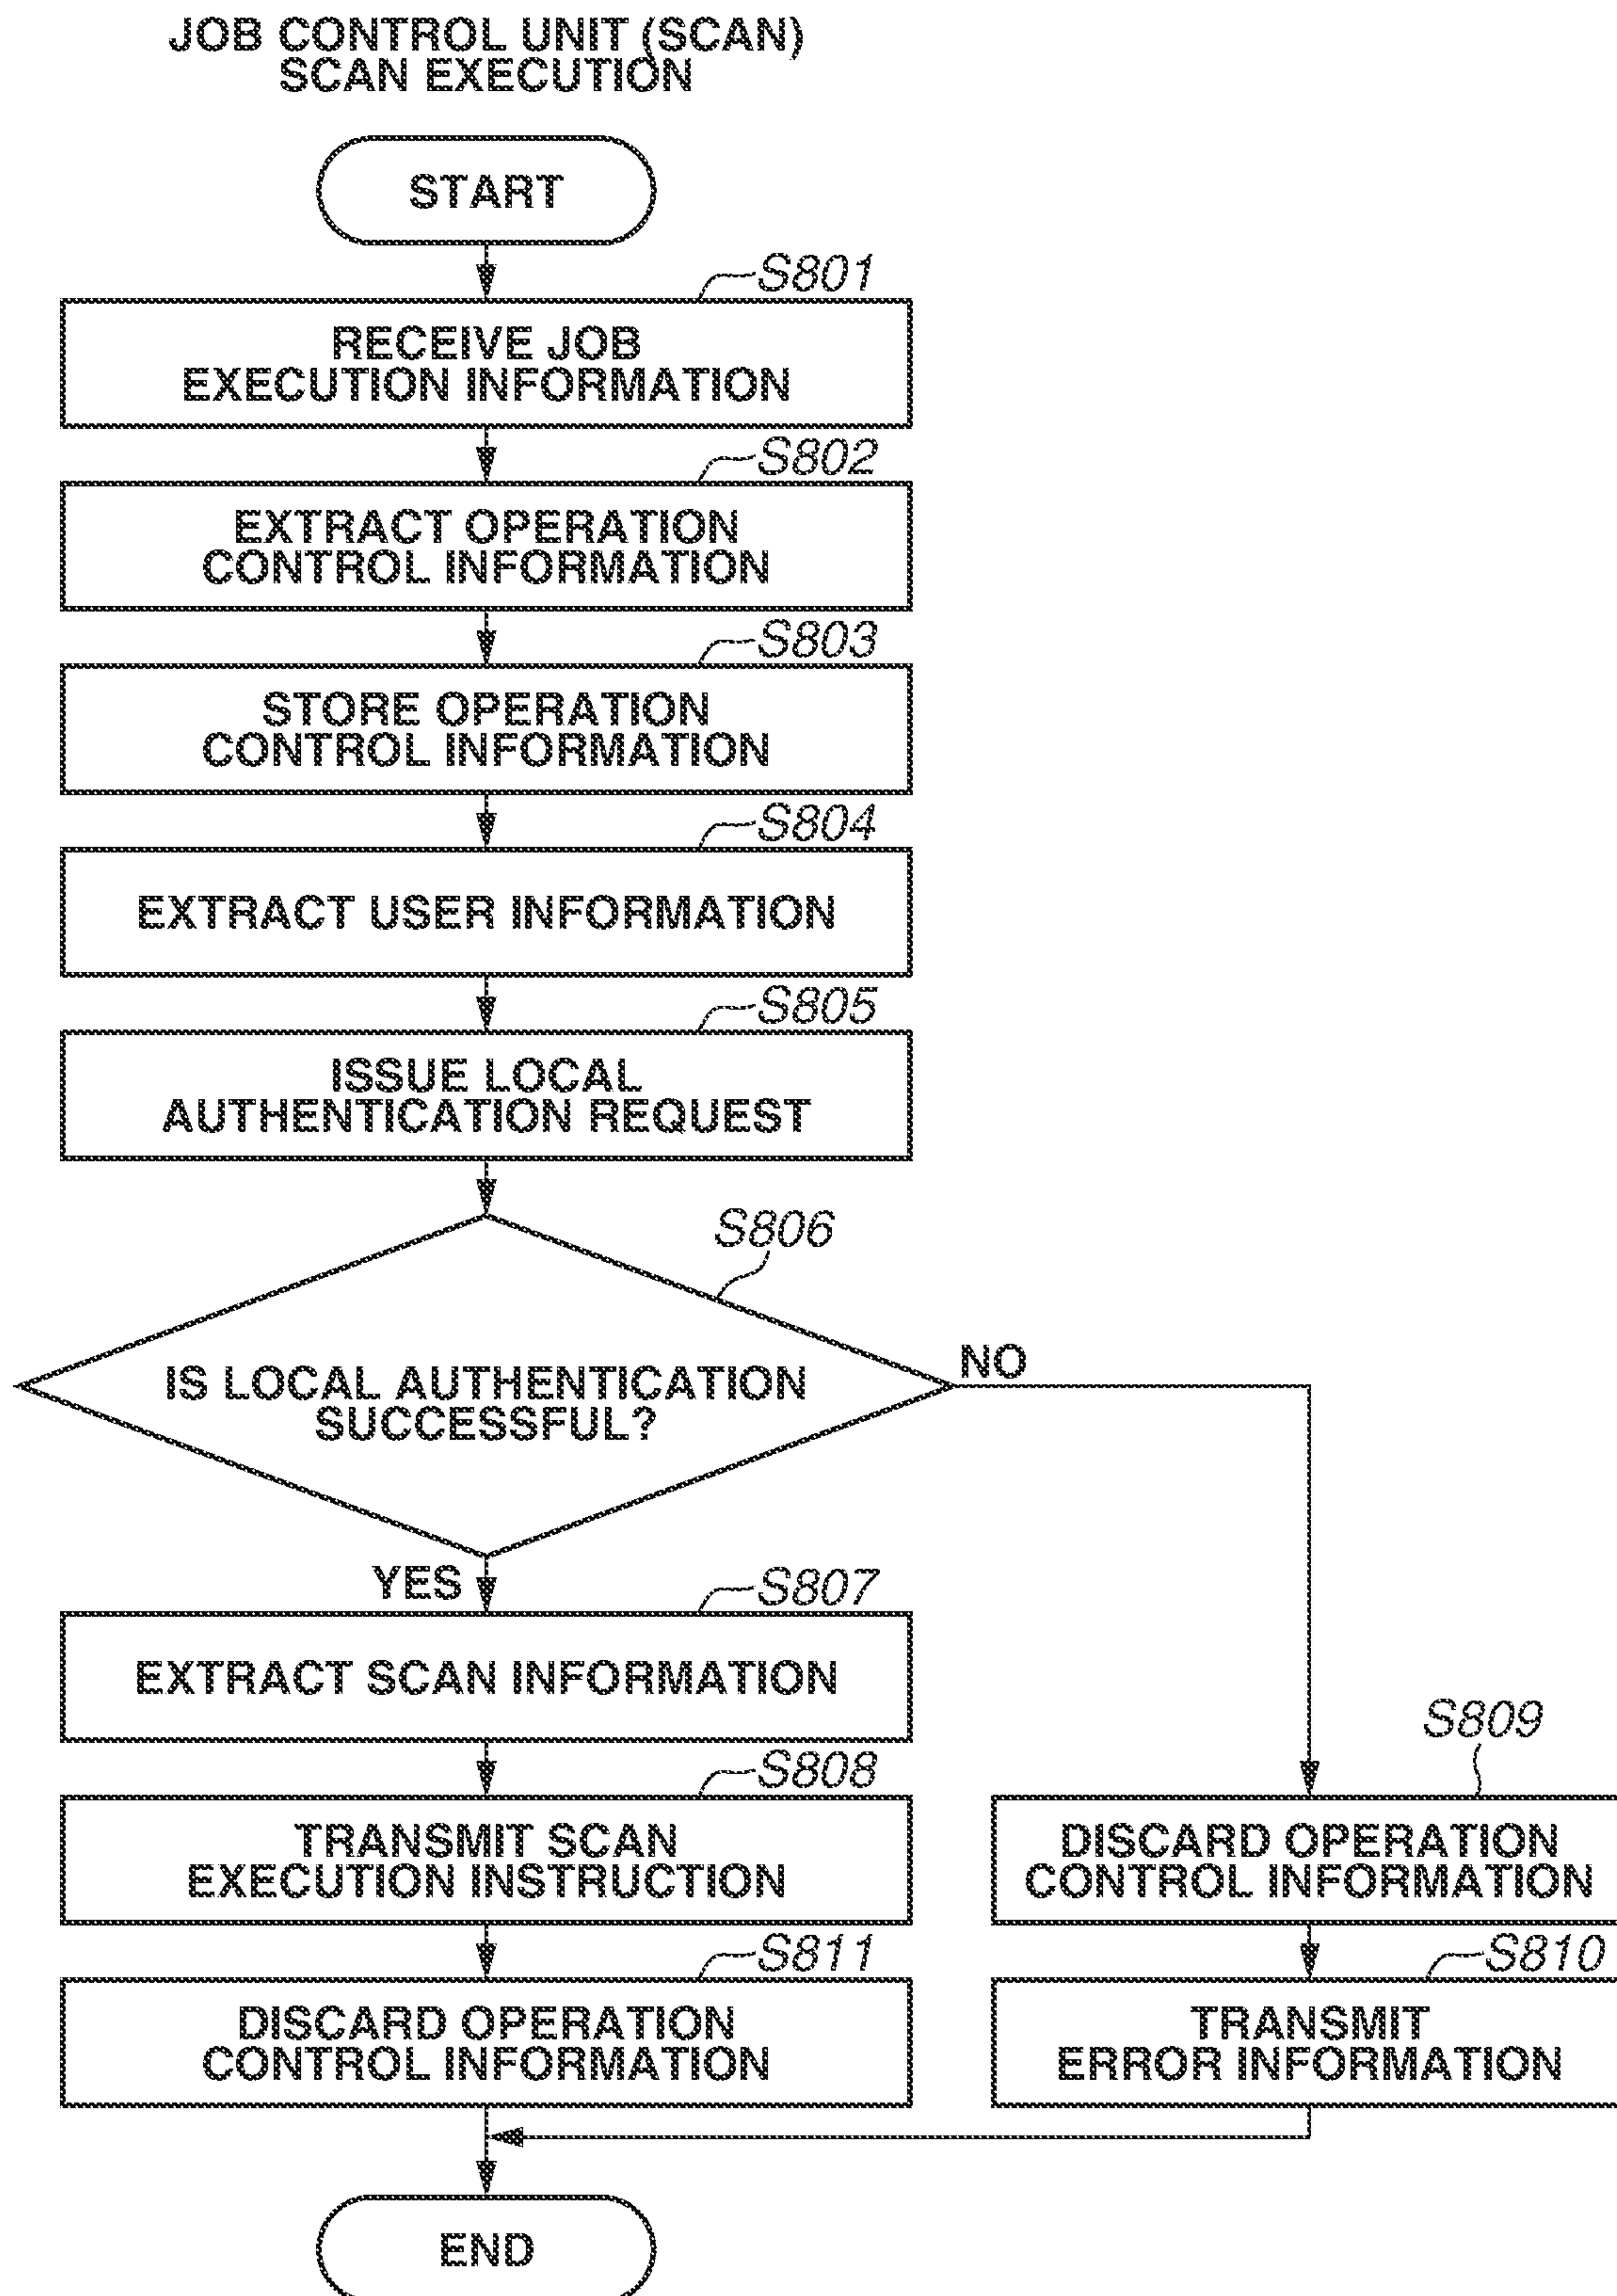 JOB CONTROL UNIT (SCAN)
SCAN EXECUTION
START
S801
RECEIVE JOB
EXECUTION INFORMATION
S802
EXTRACT OPERATION
CONTROL INFORMATION
S803
STORE OPERATION
CONTROL INFORMATION
S804
EXTRACT USER INFORMATION
S805
ISSUE LOCAL
AUTHENTICATION REQUEST
S806
IS LOCAL AUTHENTICATION
SUCCESSFUL?
NO
YES
S807
EXTRACT SCAN INFORMATION
S808
TRANSMIT SCAN
EXECUTION INSTRUCTION
S809
DISCARD OPERATION
CONTROL INFORMATION
S811
DISCARD OPERATION
CONTROL INFORMATION
S810
TRANSMIT
ERROR INFORMATION
END